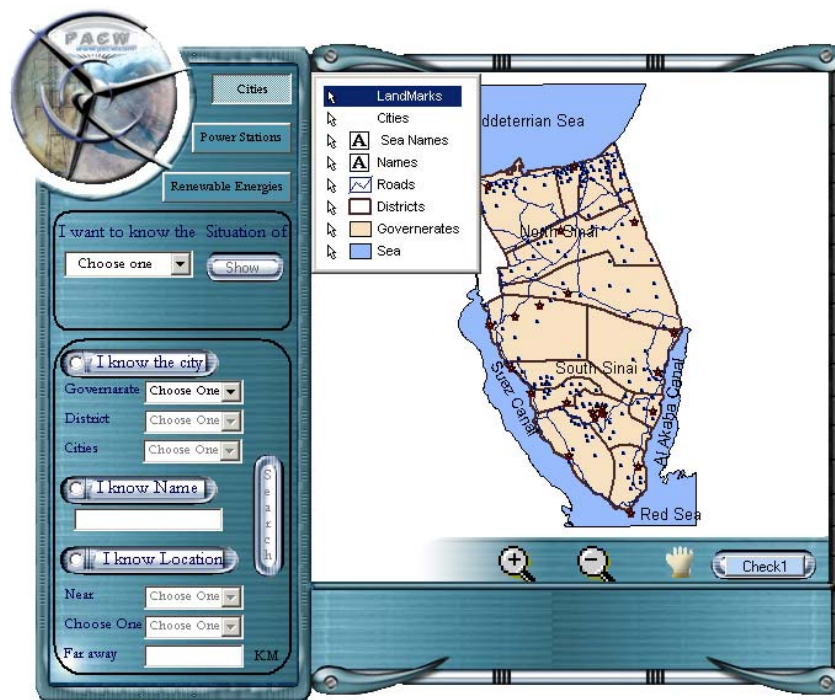 PACW
Cities
Power Stations
Renewable Energies
I want to know the Situation of
Choose one
Show
I know the city
Governarate Choose One
District Choose One
Cities Choose One
I know Name
Search
I know Location
Near Choose One
Choose One Choose One
Far away KM
LandMarks
Cities
A Sea Names
A Names
Roads
Districts
Governerates
Sea
ddeterrian Sea
North Sinai
South Sinai
Suez Canal
Al Akaba Canal
Red Sea
Check1